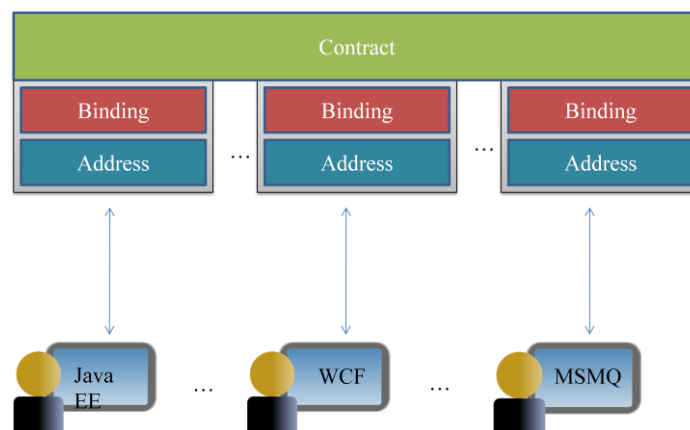 Contract
Binding
Binding
Binding
Address
...
Address
...
Address
Java
EE
...
WCF
...
MSMQ